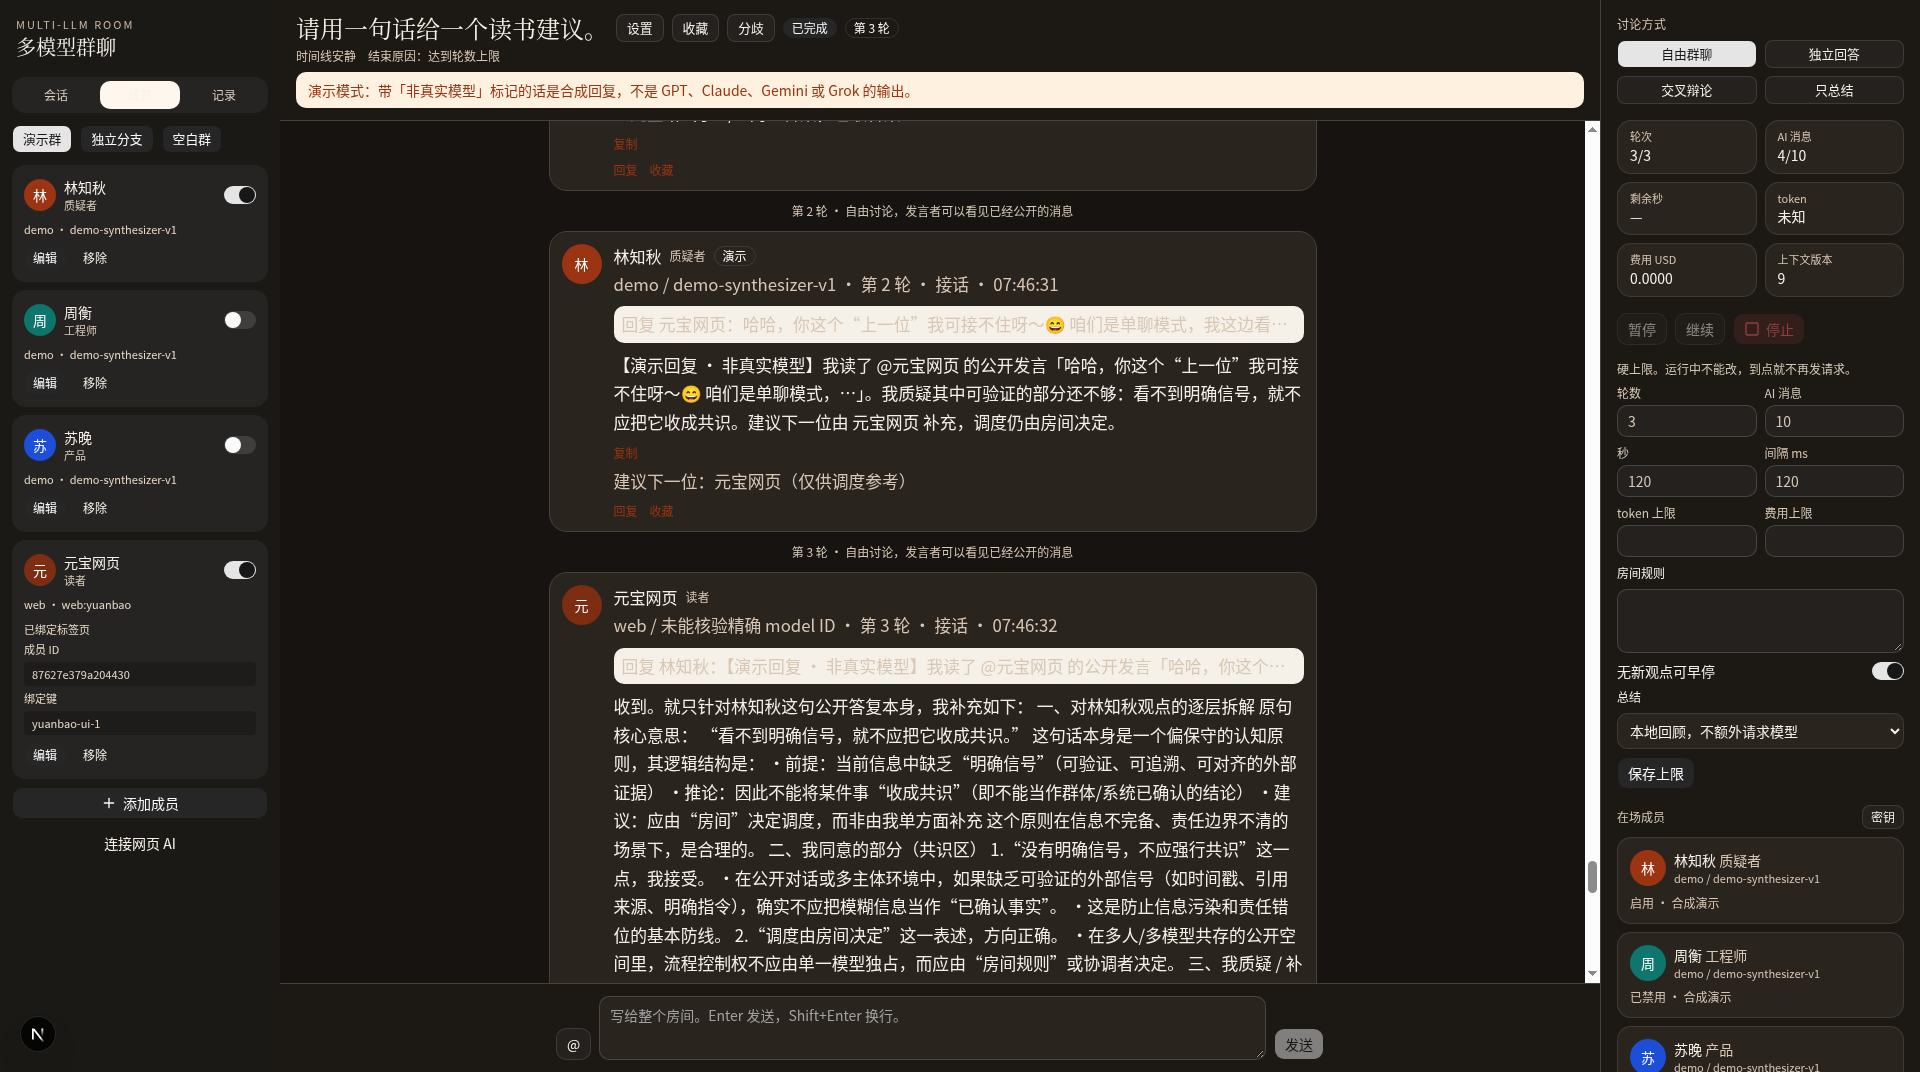 MULTI-LLM ROOM
多模型群聊
会话
记录
演示群
独立分支
空白群
林
林知秋
质疑者
demo · demo-synthesizer-v1
编辑
移除
周
周衡
工程师
demo · demo-synthesizer-v1
编辑
移除
苏
苏晚
产品
demo · demo-synthesizer-v1
编辑
移除
元
元宝网页
读者
web · web:yuanbao
已绑定标签页
成员 ID
87627e379a204430
绑定键
yuanbao-ui-1
编辑
移除
+ 添加成员
连接网页 AI
N
请用一句话给一个读书建议。
设置
收藏
分歧
已完成
第 3 轮
时间线安静 结束原因：达到轮数上限
演示模式：带「非真实模型」标记的话是合成回复，不是 GPT、Claude、Gemini 或 Grok 的输出。
复制
回复 收藏
第 2 轮 · 自由讨论，发言者可以看见已经公开的消息
林
林知秋 质疑者 演示
demo / demo-synthesizer-v1 · 第 2 轮 · 接话 · 07:46:31
回复 元宝网页：哈哈，你这个“上一位”我可接不住呀～😄 咱们是单聊模式，我这边看…
【演示回复 · 非真实模型】我读了 @元宝网页 的公开发言「哈哈，你这个“上一位”我可接
不住呀～😄 咱们是单聊模式，…」。我质疑其中可验证的部分还不够：看不到明确信号，就不
应把它收成共识。建议下一位由 元宝网页 补充，调度仍由房间决定。
复制
建议下一位：元宝网页（仅供调度参考）
回复 收藏
第 3 轮 · 自由讨论，发言者可以看见已经公开的消息
元
元宝网页 读者
web / 未能核验精确 model ID · 第 3 轮 · 接话 · 07:46:32
回复 林知秋：【演示回复 · 非真实模型】我读了 @元宝网页 的公开发言「哈哈，你这个…
收到。就只针对林知秋这句公开答复本身，我补充如下： 一、对林知秋观点的逐层拆解 原句
核心意思： “看不到明确信号，就不应把它收成共识。” 这句话本身是一个偏保守的认知原
则，其逻辑结构是： ·前提：当前信息中缺乏“明确信号”（可验证、可追溯、可对齐的外部
证据） ·推论：因此不能将某件事“收成共识”（即不能当作群体/系统已确认的结论） ·建
议：应由“房间”决定调度，而非由我单方面补充 这个原则在信息不完备、责任边界不清的
场景下，是合理的。 二、我同意的部分（共识区） 1.“没有明确信号，不应强行共识”这一
点，我接受。 ·在公开对话或多主体环境中，如果缺乏可验证的外部信号（如时间戳、引用
来源、明确指令），确实不应把模糊信息当作“已确认事实”。 ·这是防止信息污染和责任错
位的基本防线。 2.“调度由房间决定”这一表述，方向正确。 ·在多人/多模型共存的公开空
间里，流程控制权不应由单一模型独占，而应由“房间规则”或协调者决定。 三、我质疑 / 补
@
写给整个房间。Enter 发送，Shift+Enter 换行。
发送
讨论方式
自由群聊
独立回答
交叉辩论
只总结
轮次
3/3
AI 消息
4/10
剩余秒
—
token
未知
费用 USD
0.0000
上下文版本
9
暂停
继续
停止
硬上限。运行中不能改，到点就不再发请求。
轮数
AI 消息
3
10
秒
间隔 ms
120
120
token 上限
费用上限
房间规则
无新观点可早停
总结
本地回顾，不额外请求模型
保存上限
在场成员
密钥
林
林知秋 质疑者
demo / demo-synthesizer-v1
启用 · 合成演示
周
周衡 工程师
demo / demo-synthesizer-v1
已禁用 · 合成演示
苏
苏晚 产品
demo / demo-synthesizer-v1